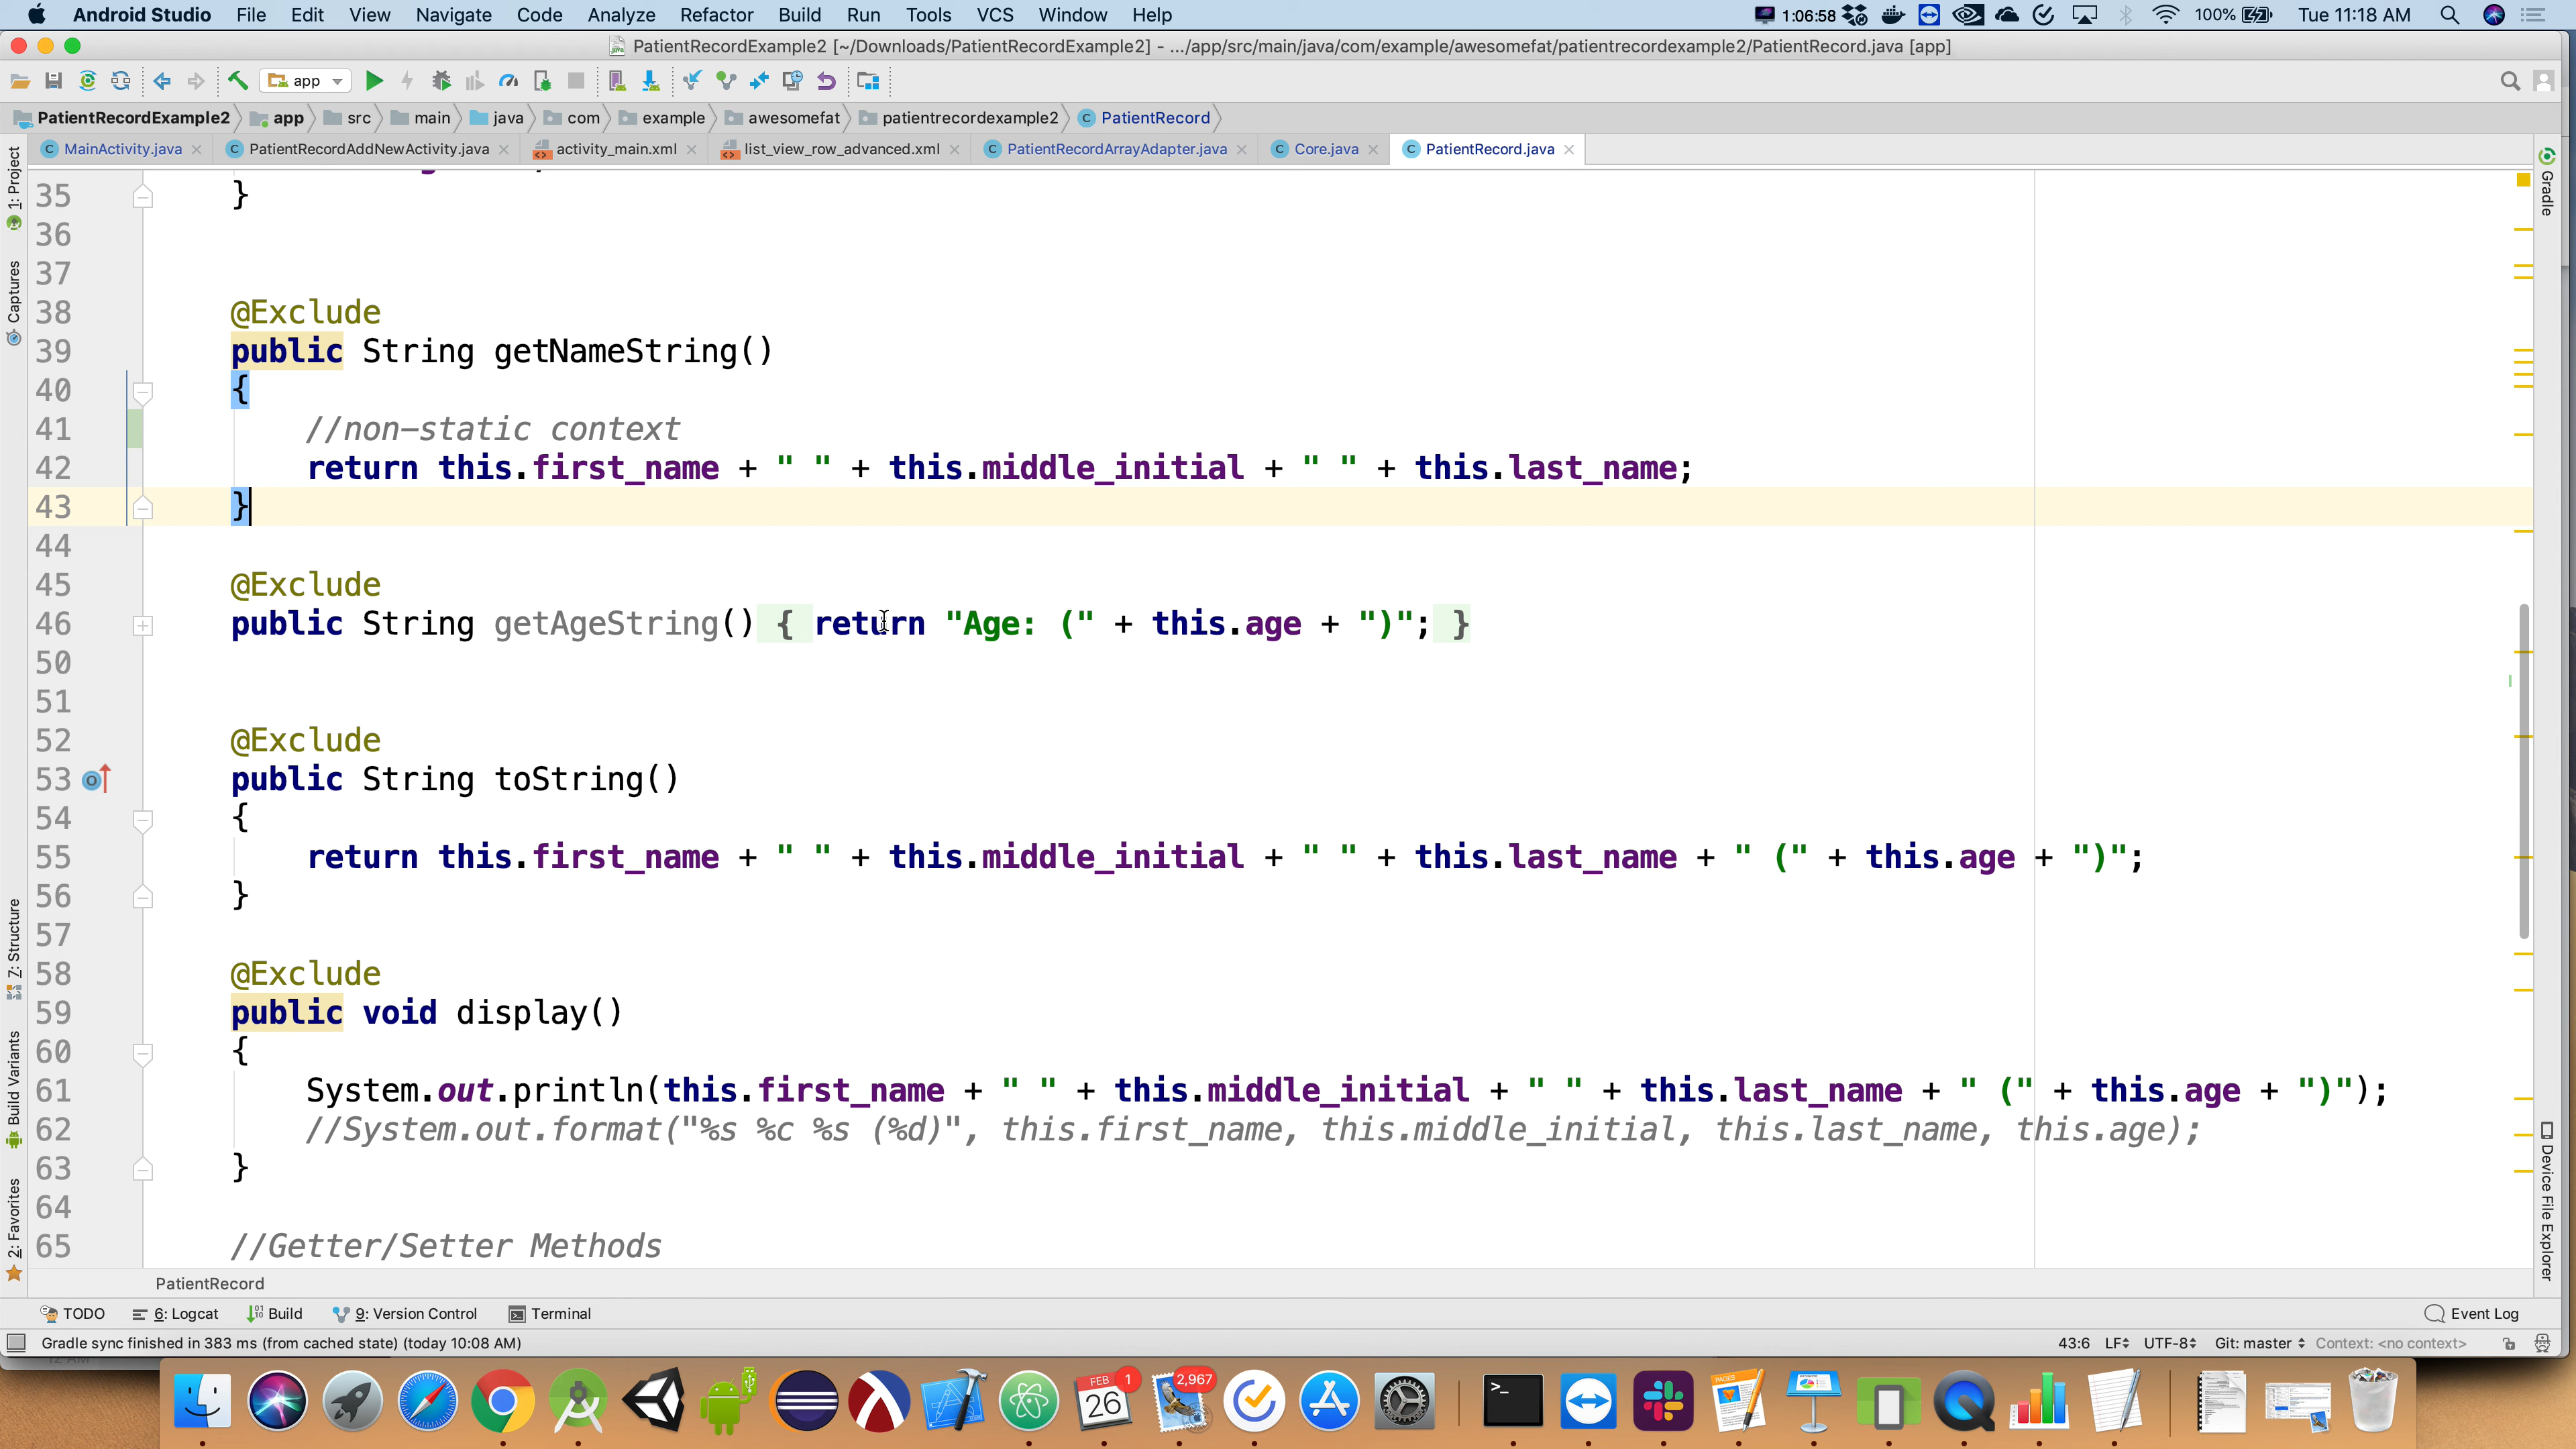 Android Studio File Edit View Navigate Code Analyze Refactor Build Run Tools VCS Window Help 1:06:58 100% Tue 11:18 AM
PatientRecordExample2 [~/Downloads/PatientRecordExample2] - .../app/src/main/java/com/example/awesomefat/patientrecordexample2/PatientRecord.java [app]
app
PatientRecordExample2 app src main java com example awesomefat patientrecordexample2 PatientRecord
MainActivity.java PatientRecordAddNewActivity.java activity_main.xml list_view_row_advanced.xml PatientRecordArrayAdapter.java Core.java PatientRecord.java
1: Project
Captures
7: Structure
Build Variants
2: Favorites
Gradle
Device File Explorer
35 }
36
37
38 @Exclude
39 public String getNameString()
40 {
41 //non-static context
42 return this.first_name + " " + this.middle_initial + " " + this.last_name;
43 }
44
45 @Exclude
46 public String getAgeString() { return "Age: (" + this.age + ")"; }
50
51
52 @Exclude
53 public String toString()
54 {
55 return this.first_name + " " + this.middle_initial + " " + this.last_name + " (" + this.age + ")";
56 }
57
58 @Exclude
59 public void display()
60 {
61 System.out.println(this.first_name + " " + this.middle_initial + " " + this.last_name + " (" + this.age + ")");
62 //System.out.format("%s %c %s (%d)", this.first_name, this.middle_initial, this.last_name, this.age);
63 }
64
65 //Getter/Setter Methods
PatientRecord
TODO 6: Logcat Build 9: Version Control Terminal Event Log
Gradle sync finished in 383 ms (from cached state) (today 10:08 AM) 43:6 LF UTF-8 Git: master Context: <no context>
FEB 26 1 2,967 PAGES